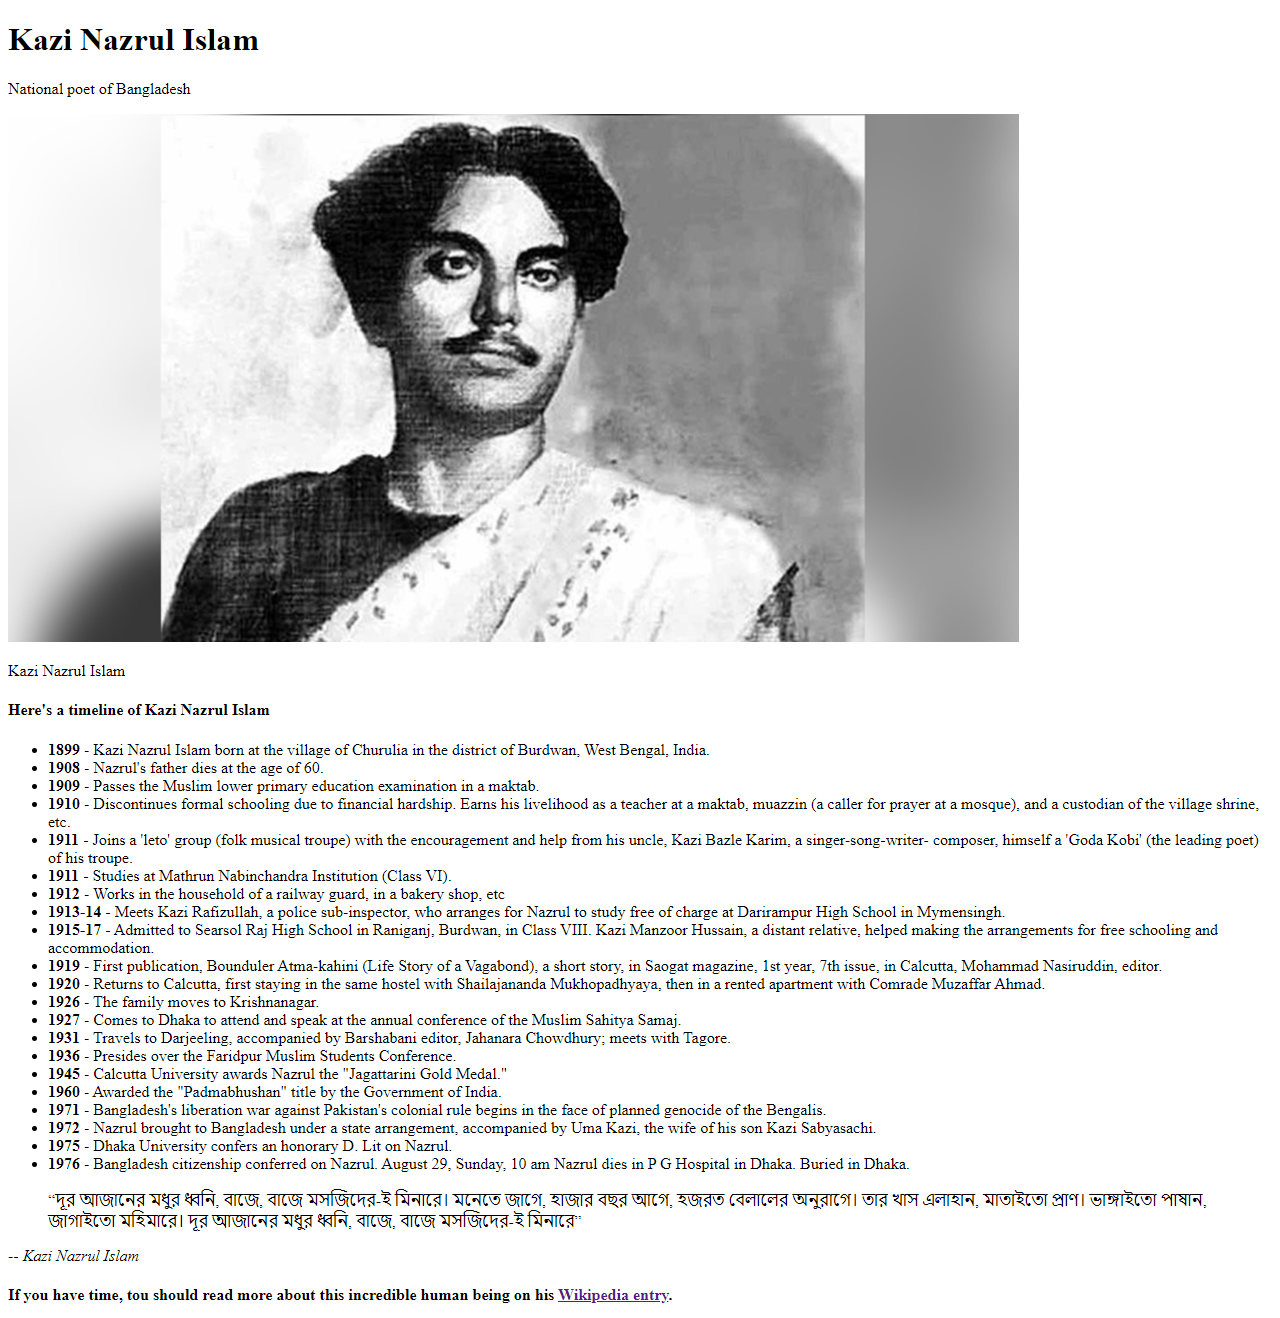 Kazi Nazrul Islam
National poet of Bangladesh
Kazi Nazrul Islam
Here's a timeline of Kazi Nazrul Islam
• 1899 - Kazi Nazrul Islam born at the village of Churulia in the district of Burdwan, West Bengal, India.
• 1908 - Nazrul's father dies at the age of 60.
• 1909 - Passes the Muslim lower primary education examination in a maktab.
• 1910 - Discontinues formal schooling due to financial hardship. Earns his livelihood as a teacher at a maktab, muazzin (a caller for prayer at a mosque), and a custodian of the village shrine,
etc.
• 1911 - Joins a 'leto' group (folk musical troupe) with the encouragement and help from his uncle, Kazi Bazle Karim, a singer-song-writer- composer, himself a 'Goda Kobi' (the leading poet)
of his troupe.
• 1911 - Studies at Mathrun Nabinchandra Institution (Class VI).
• 1912 - Works in the household of a railway guard, in a bakery shop, etc
• 1913-14 - Meets Kazi Rafizullah, a police sub-inspector, who arranges for Nazrul to study free of charge at Darirampur High School in Mymensingh.
• 1915-17 - Admitted to Searsol Raj High School in Raniganj, Burdwan, in Class VIII. Kazi Manzoor Hussain, a distant relative, helped making the arrangements for free schooling and
accommodation.
• 1919 - First publication, Bounduler Atma-kahini (Life Story of a Vagabond), a short story, in Saogat magazine, 1st year, 7th issue, in Calcutta, Mohammad Nasiruddin, editor.
• 1920 - Returns to Calcutta, first staying in the same hostel with Shailajananda Mukhopadhyaya, then in a rented apartment with Comrade Muzaffar Ahmad.
• 1926 - The family moves to Krishnanagar.
• 1927 - Comes to Dhaka to attend and speak at the annual conference of the Muslim Sahitya Samaj.
• 1931 - Travels to Darjeeling, accompanied by Barshabani editor, Jahanara Chowdhury; meets with Tagore.
• 1936 - Presides over the Faridpur Muslim Students Conference.
• 1945 - Calcutta University awards Nazrul the "Jagattarini Gold Medal."
• 1960 - Awarded the "Padmabhushan" title by the Government of India.
• 1971 - Bangladesh's liberation war against Pakistan's colonial rule begins in the face of planned genocide of the Bengalis.
• 1972 - Nazrul brought to Bangladesh under a state arrangement, accompanied by Uma Kazi, the wife of his son Kazi Sabyasachi.
• 1975 - Dhaka University confers an honorary D. Lit on Nazrul.
• 1976 - Bangladesh citizenship conferred on Nazrul. August 29, Sunday, 10 am Nazrul dies in P G Hospital in Dhaka. Buried in Dhaka.
“দূর আজানের মধুর ধ্বনি, বাজে, বাজে মসজিদের-ই মিনারে। মনেতে জাগে, হাজার বছর আগে, হজরত বেলালের অনুরাগে। তার খাস এলাহান, মাতাইতো প্রাণ। ভাঙ্গাইতো পাষান,
জাগাইতো মহিমারে। দূর আজানের মধুর ধ্বনি, বাজে, বাজে মসজিদের-ই মিনারে”
-- Kazi Nazrul Islam
If you have time, tou should read more about this incredible human being on his Wikipedia entry.